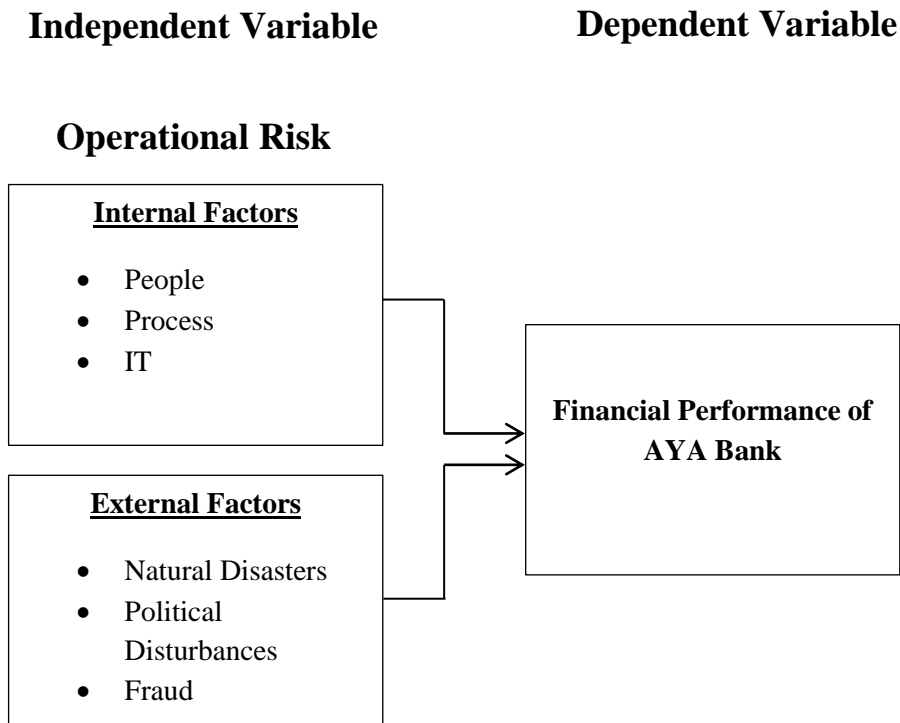 Independent Variable
Dependent Variable
Operational Risk
Internal Factors
• People
• Process
• IT
Financial Performance of
AYA Bank
External Factors
• Natural Disasters
• Political
Disturbances
• Fraud